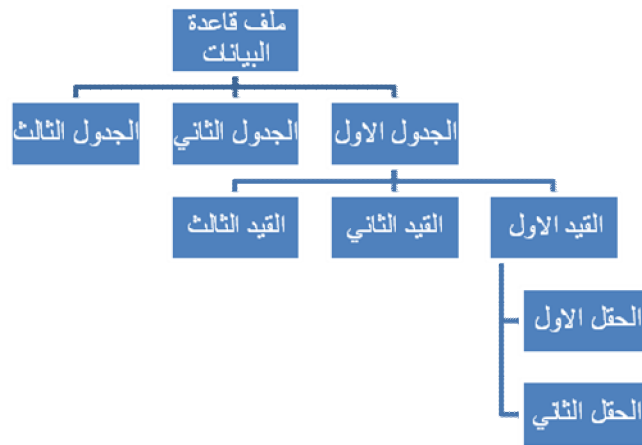 ملف قاعدة
البيانات
الجدول الاول
الجدول الثاني
الجدول الثالث
القيد الاول
القيد الثاني
القيد الثالث
الحقل الاول
الحقل الثاني